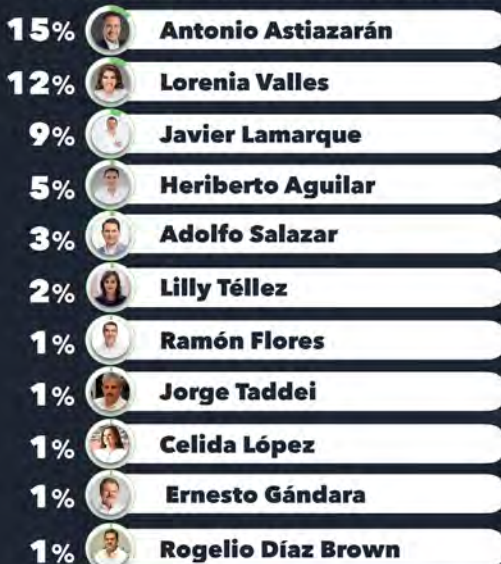 15% Antonio Astiazarán
12% Lorenia Valles
9% Javier Lamarque
5% Heriberto Aguilar
3% Adolfo Salazar
2% Lilly Téllez
1% Ramón Flores
1% Jorge Taddei
1% Celida López
1% Ernesto Gándara
1% Rogelio Díaz Brown